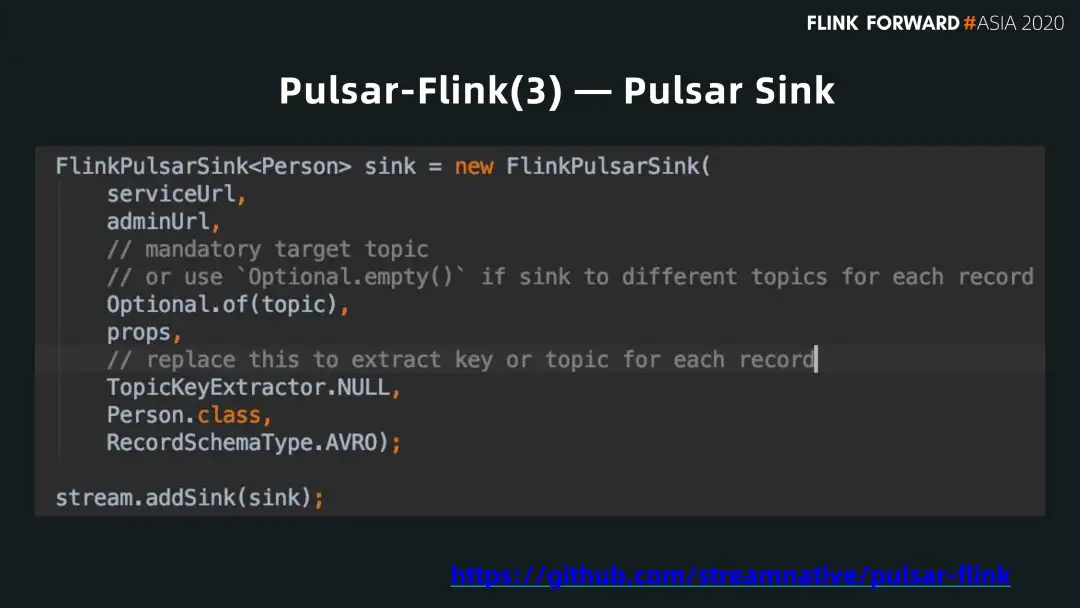 FLINK FORWARD #ASIA 2020
Pulsar-Flink(3) — Pulsar Sink
FlinkPulsarSink<Person> sink = new FlinkPulsarSink(
serviceUrl,
adminUrl,
// mandatory target topic
// or use `Optional.empty()` if sink to different topics for each record
Optional.of(topic),
props,
// replace this to extract key or topic for each record
TopicKeyExtractor.NULL,
Person.class,
RecordSchemaType.AVRO);
stream.addSink(sink);
https://github.com/streamnative/pulsar-flink